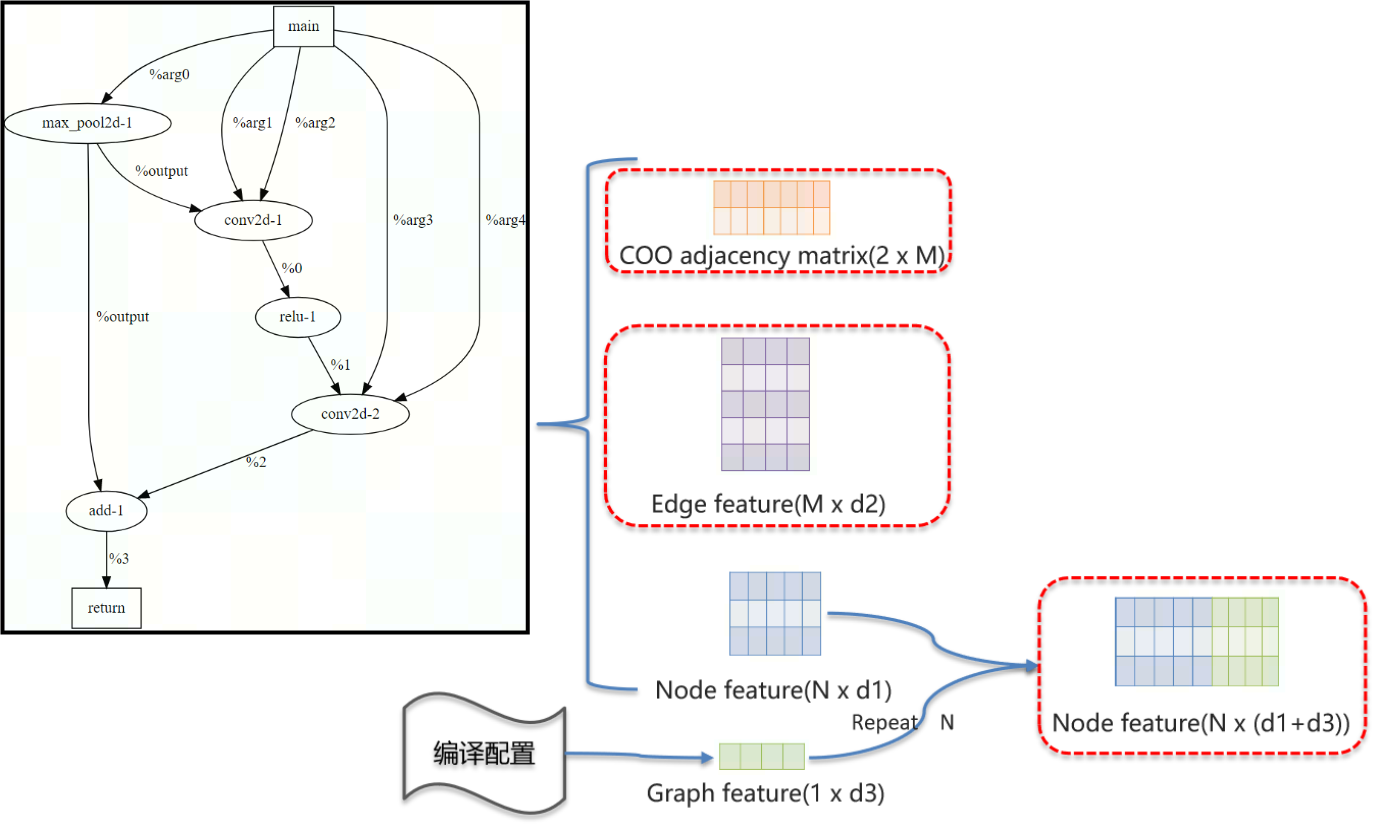 main
%arg0
max_pool2d-1
%arg1
%arg2
%output
conv2d-1
%arg3
%arg4
%0
%output
relu-1
%1
conv2d-2
%2
add-1
%3
return
COO adjacency matrix(2 x M)
Edge feature(M x d2)
Node feature(N x d1)
Repeat N
编译配置
Graph feature(1 x d3)
Node feature(N x (d1+d3))